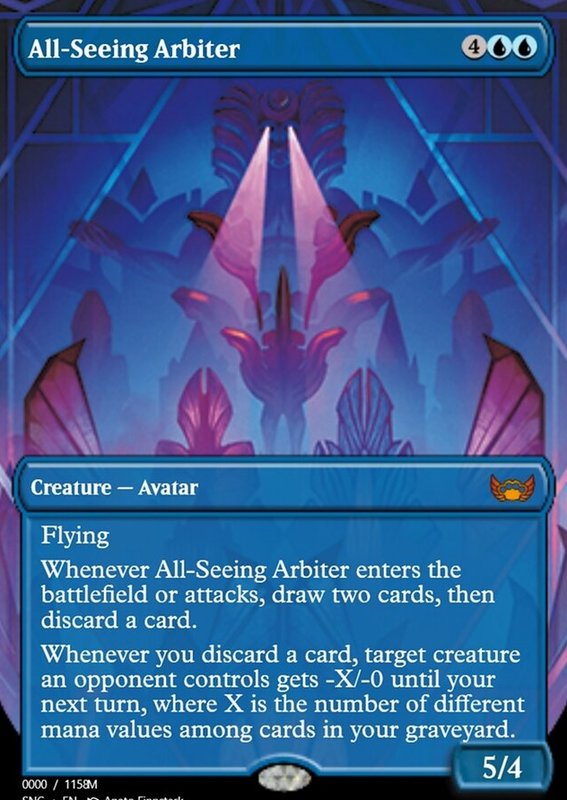 All-Seeing Arbiter 4
Creature — Avatar
Flying
Whenever All-Seeing Arbiter enters the
battlefield or attacks, draw two cards, then
discard a card.
Whenever you discard a card, target creature
an opponent controls gets -X/-0 until your
next turn, where X is the number of different
mana values among cards in your graveyard.
5/4
0000 / 1158M